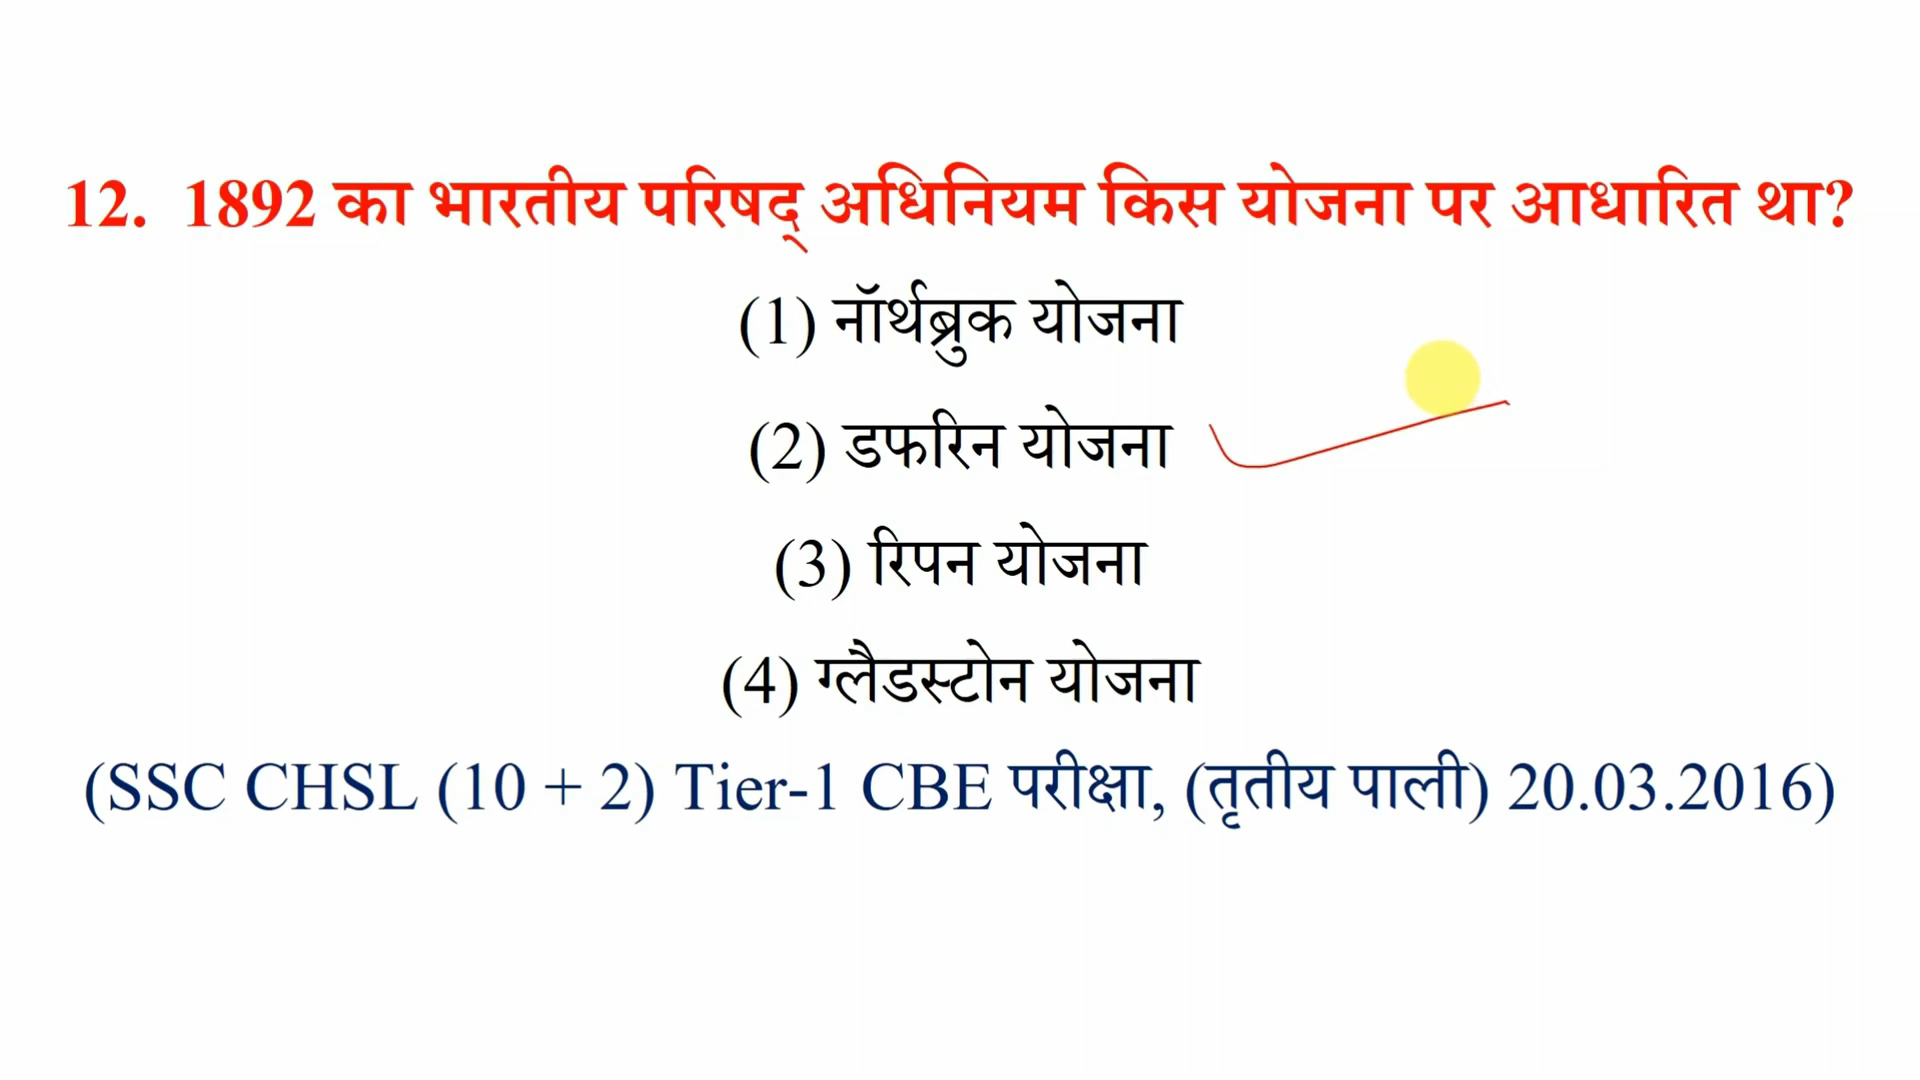 12. 1892 का भारतीय परिषद् अधिनियम किस योजना पर आधारित था?
(1) नॉर्थब्रुक योजना
(2) डफरिन योजना
(3) रिपन योजना
(4) ग्लैडस्टोन योजना
(SSC CHSL (10 + 2) Tier-1 CBE परीक्षा, (तृतीय पाली) 20.03.2016)